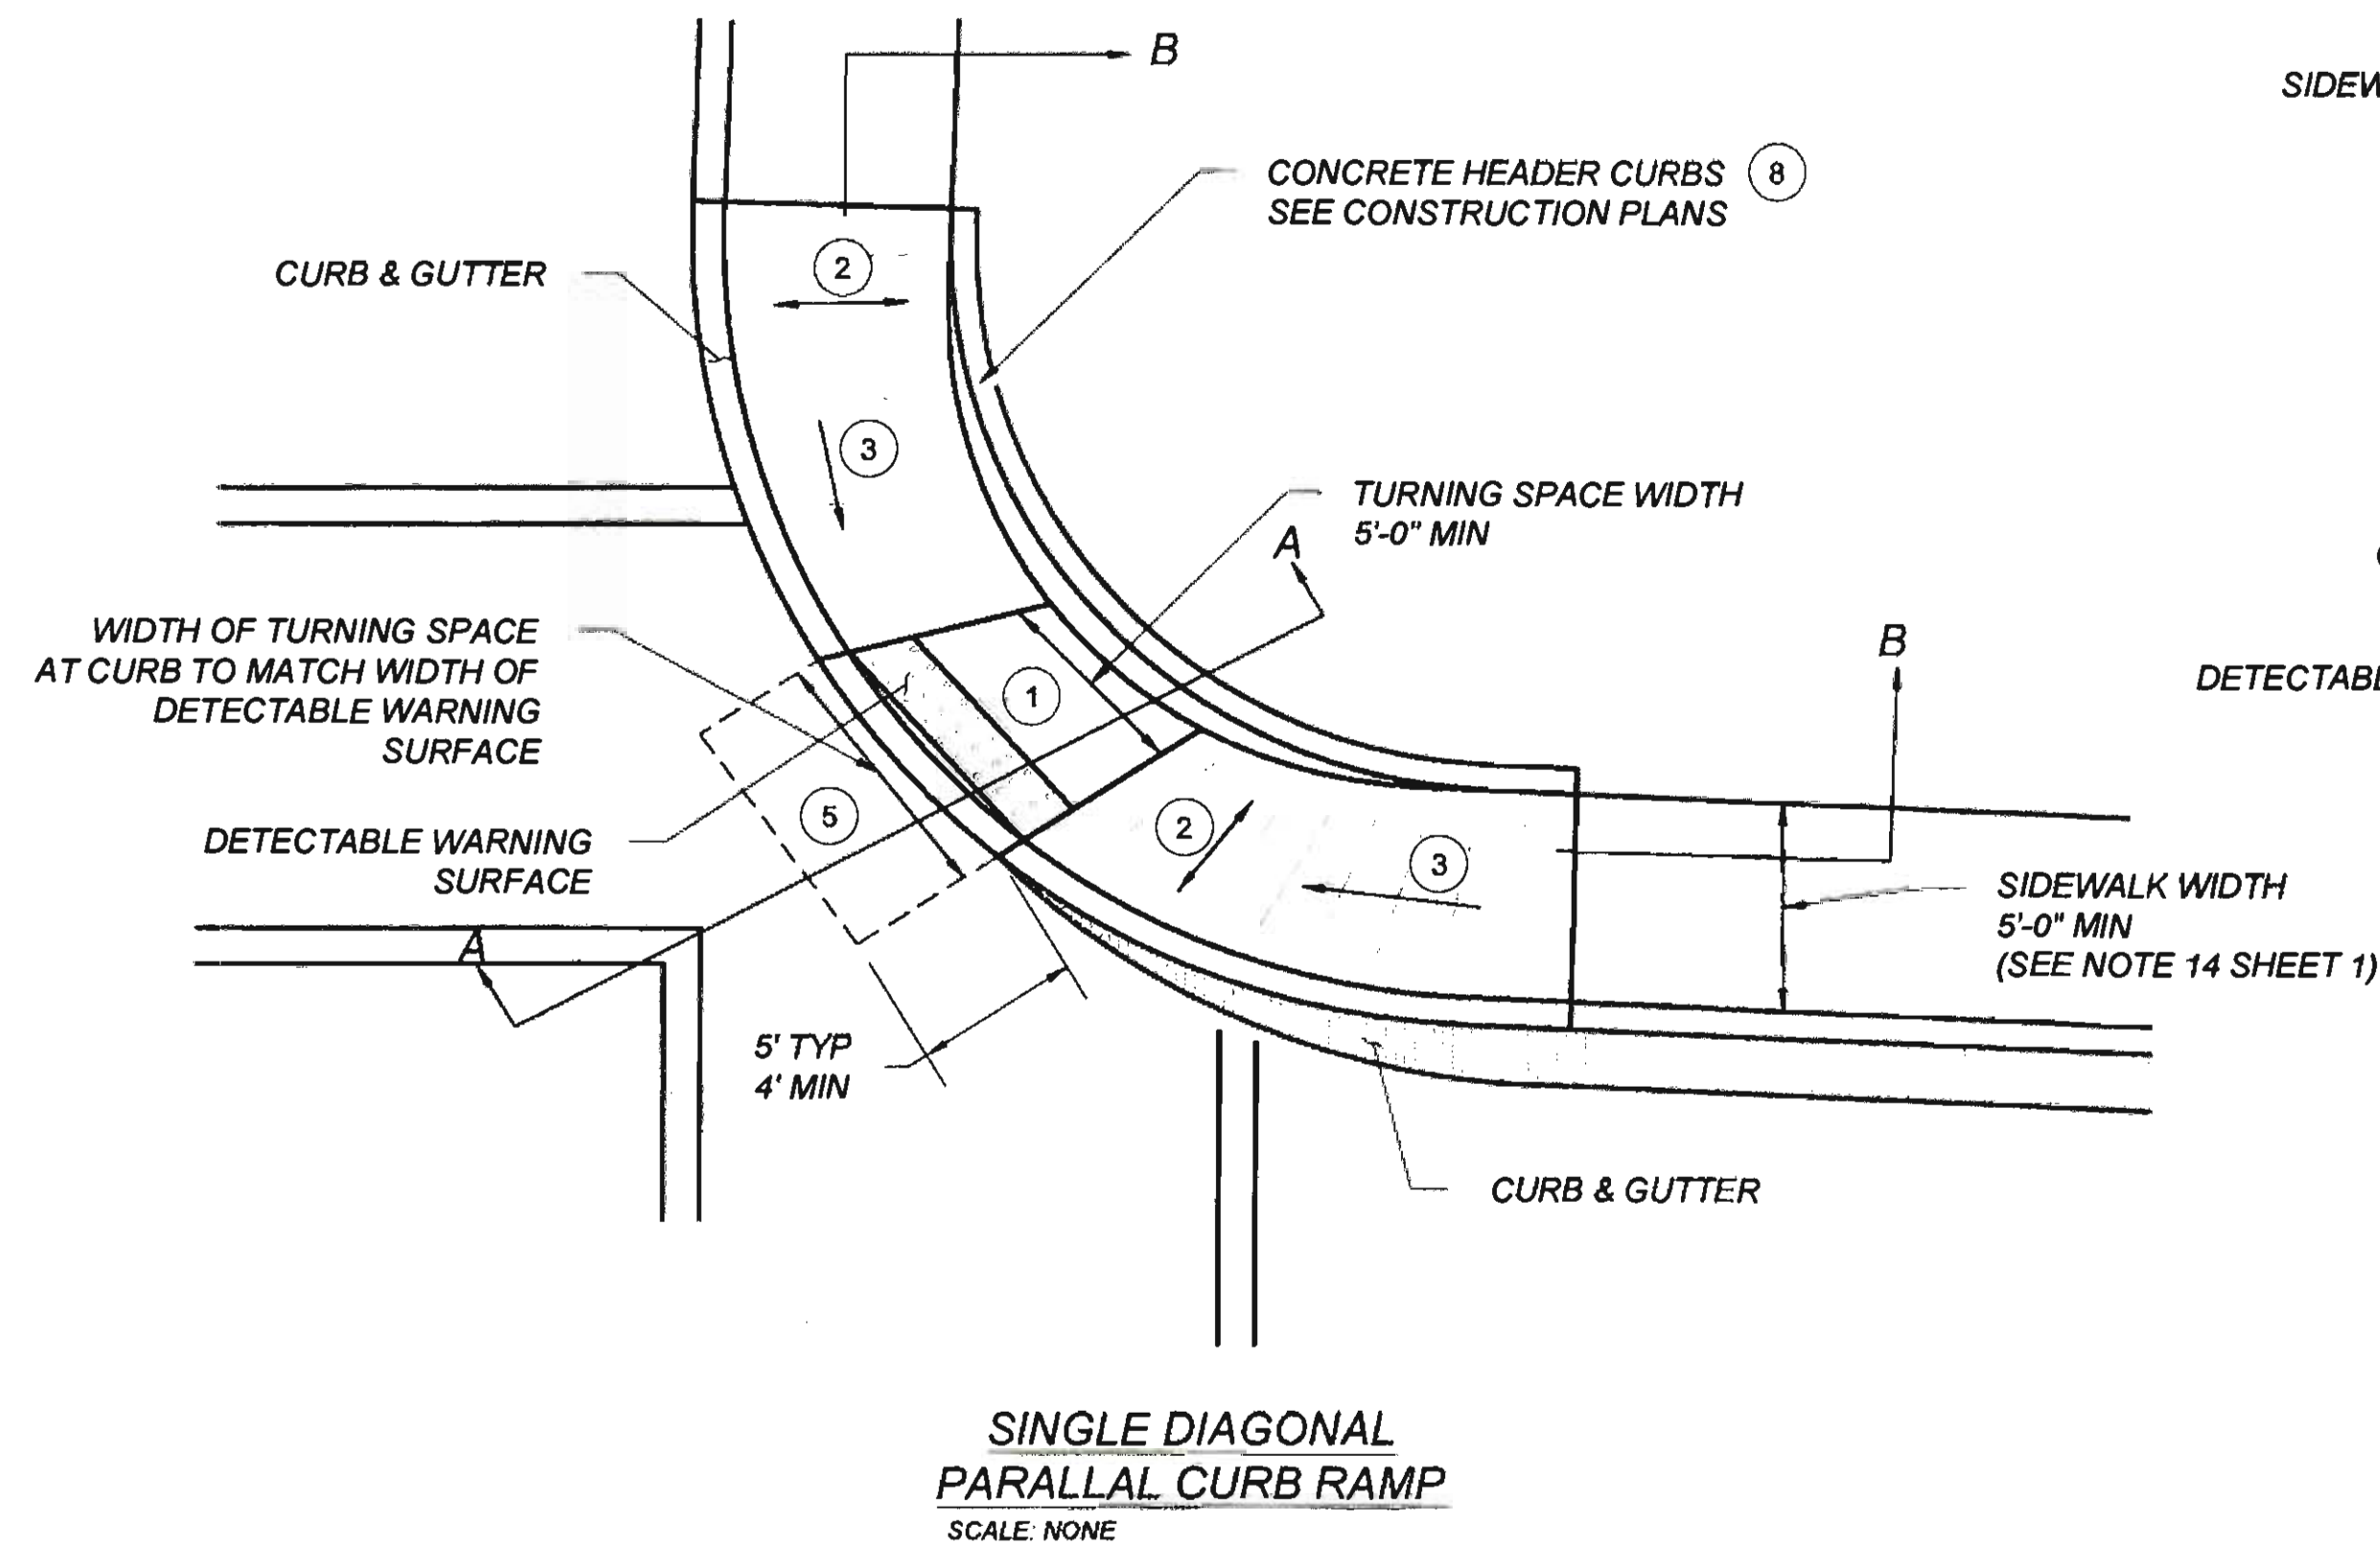 B
SIDEW
CONCRETE HEADER CURBS 8
SEE CONSTRUCTION PLANS
CURB & GUTTER
2
3
TURNING SPACE WIDTH
5'-0" MIN
A
WIDTH OF TURNING SPACE
AT CURB TO MATCH WIDTH OF
DETECTABLE WARNING
SURFACE
B
DETECTABL
1
5
2
3
DETECTABLE WARNING
SURFACE
SIDEWALK WIDTH
5'-0" MIN
(SEE NOTE 14 SHEET 1)
A
5' TYP
4' MIN
CURB & GUTTER
SINGLE DIAGONAL
PARALLAL CURB RAMP
SCALE: NONE